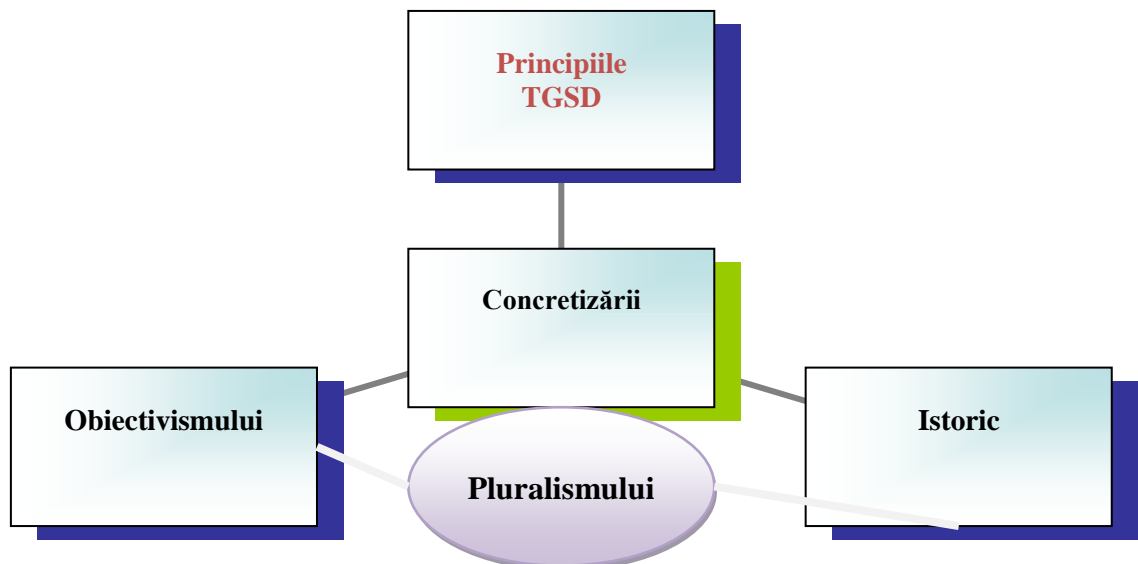 Principiile
TGSD
Concretizării
Obiectivismului
Istoric
Pluralismului